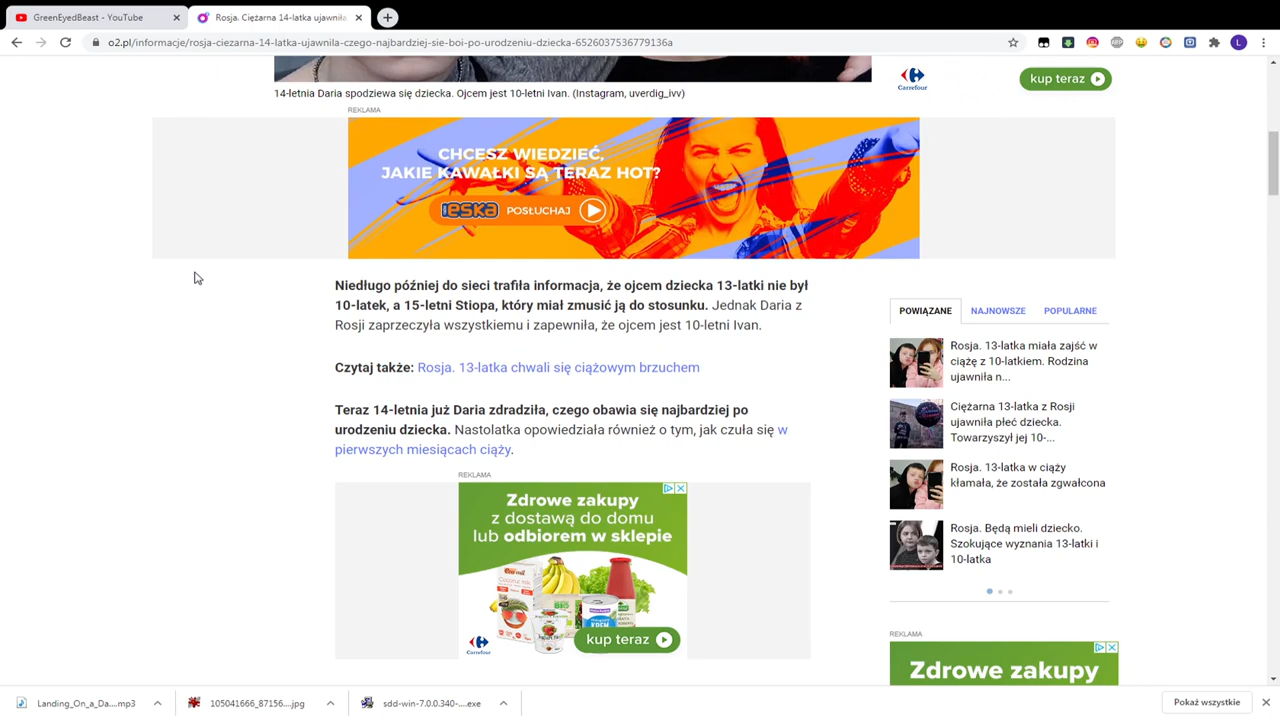 GreenEyedBeast - YouTube
Rosja. Ciężarna 14-latka ujawniła
o2.pl/informacje/rosja-ciezarna-14-latka-ujawnila-czego-najbardziej-sie-boi-po-urodzeniu-dziecka-6526037536779136a
ABP
L
14-letnia Daria spodziewa się dziecka. Ojcem jest 10-letni Ivan. (Instagram, uverdig_ivv)
Carrefour
kup teraz
REKLAMA
CHCESZ WIEDZIEĆ,
JAKIE KAWAŁKI SĄ TERAZ HOT?
ESKA POSŁUCHAJ
Niedługo później do sieci trafiła informacja, że ojcem dziecka 13-latki nie był
10-latek, a 15-letni Stiopa, który miał zmusić ją do stosunku. Jednak Daria z
Rosji zaprzeczyła wszystkiemu i zapewniła, że ojcem jest 10-letni Ivan.
Czytaj także: Rosja. 13-latka chwali się ciążowym brzuchem
Teraz 14-letnia już Daria zdradziła, czego obawia się najbardziej po
urodzeniu dziecka. Nastolatka opowiedziała również o tym, jak czuła się w
pierwszych miesiącach ciąży.
REKLAMA
Zdrowe zakupy
z dostawą do domu
lub odbiorem w sklepie
kup teraz
Carrefour
POWIĄZANE
NAJNOWSZE
POPULARNE
Rosja. 13-latka miała zajść w
ciążę z 10-latkiem. Rodzina
ujawniła n...
Ciężarna 13-latka z Rosji
ujawniła płeć dziecka.
Towarzyszył jej 10-...
Rosja. 13-latka w ciąży
kłamała, że została zgwałcona
Rosja. Będą mieli dziecko.
Szokujące wyznania 13-latki i
10-latka
REKLAMA
Zdrowe zakupy
Landing_On_a_Da....mp3
105041666_87156....jpg
sdd-win-7.0.0.340-....exe
Pokaż wszystkie